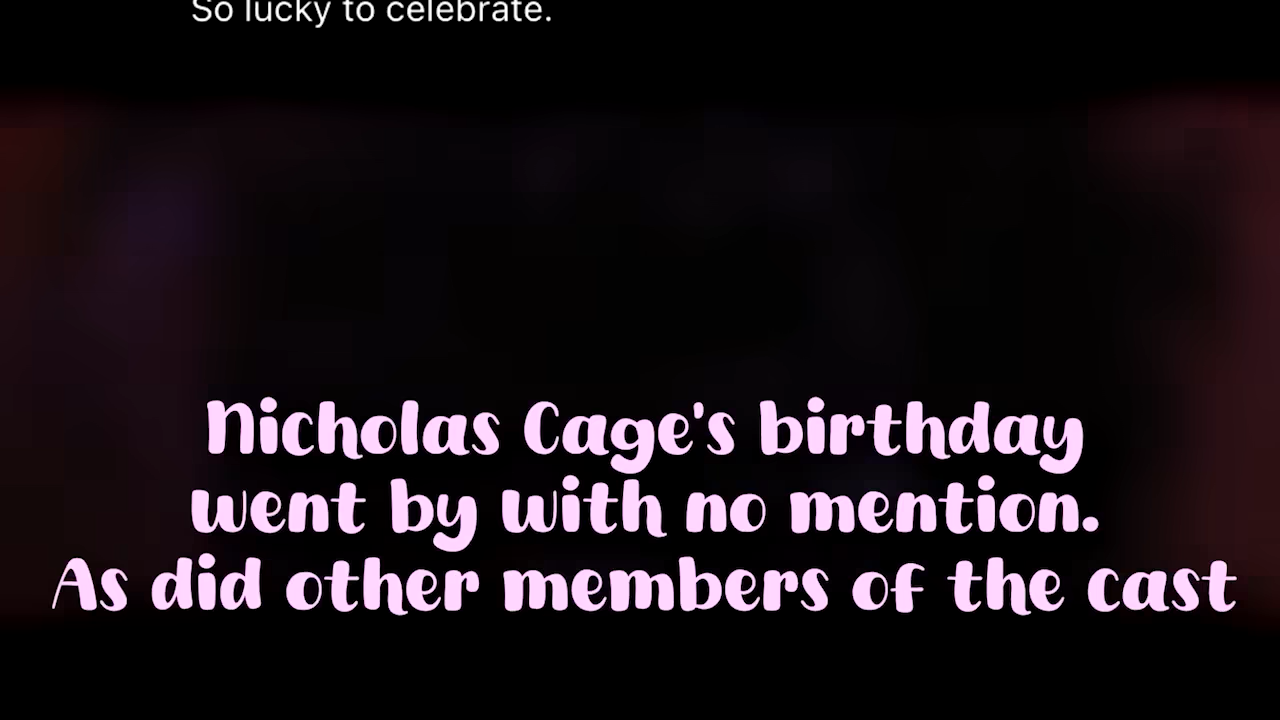 So lucky to celebrate.
Nicholas Cage's birthday
went by with no mention.
As did other members of the cast